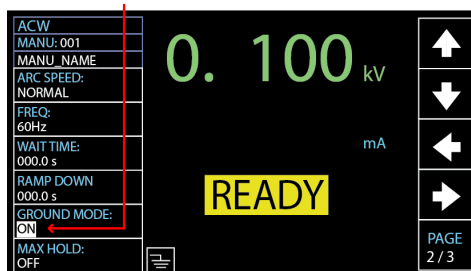 ACW
MANU: 001
MANU_NAME
ARC SPEED:
NORMAL
FREQ:
60Hz
WAIT TIME:
000.0 s
RAMP DOWN
000.0 s
GROUND MODE:
ON
MAX HOLD:
OFF
0. 100 kV
mA
READY
PAGE
2 / 3